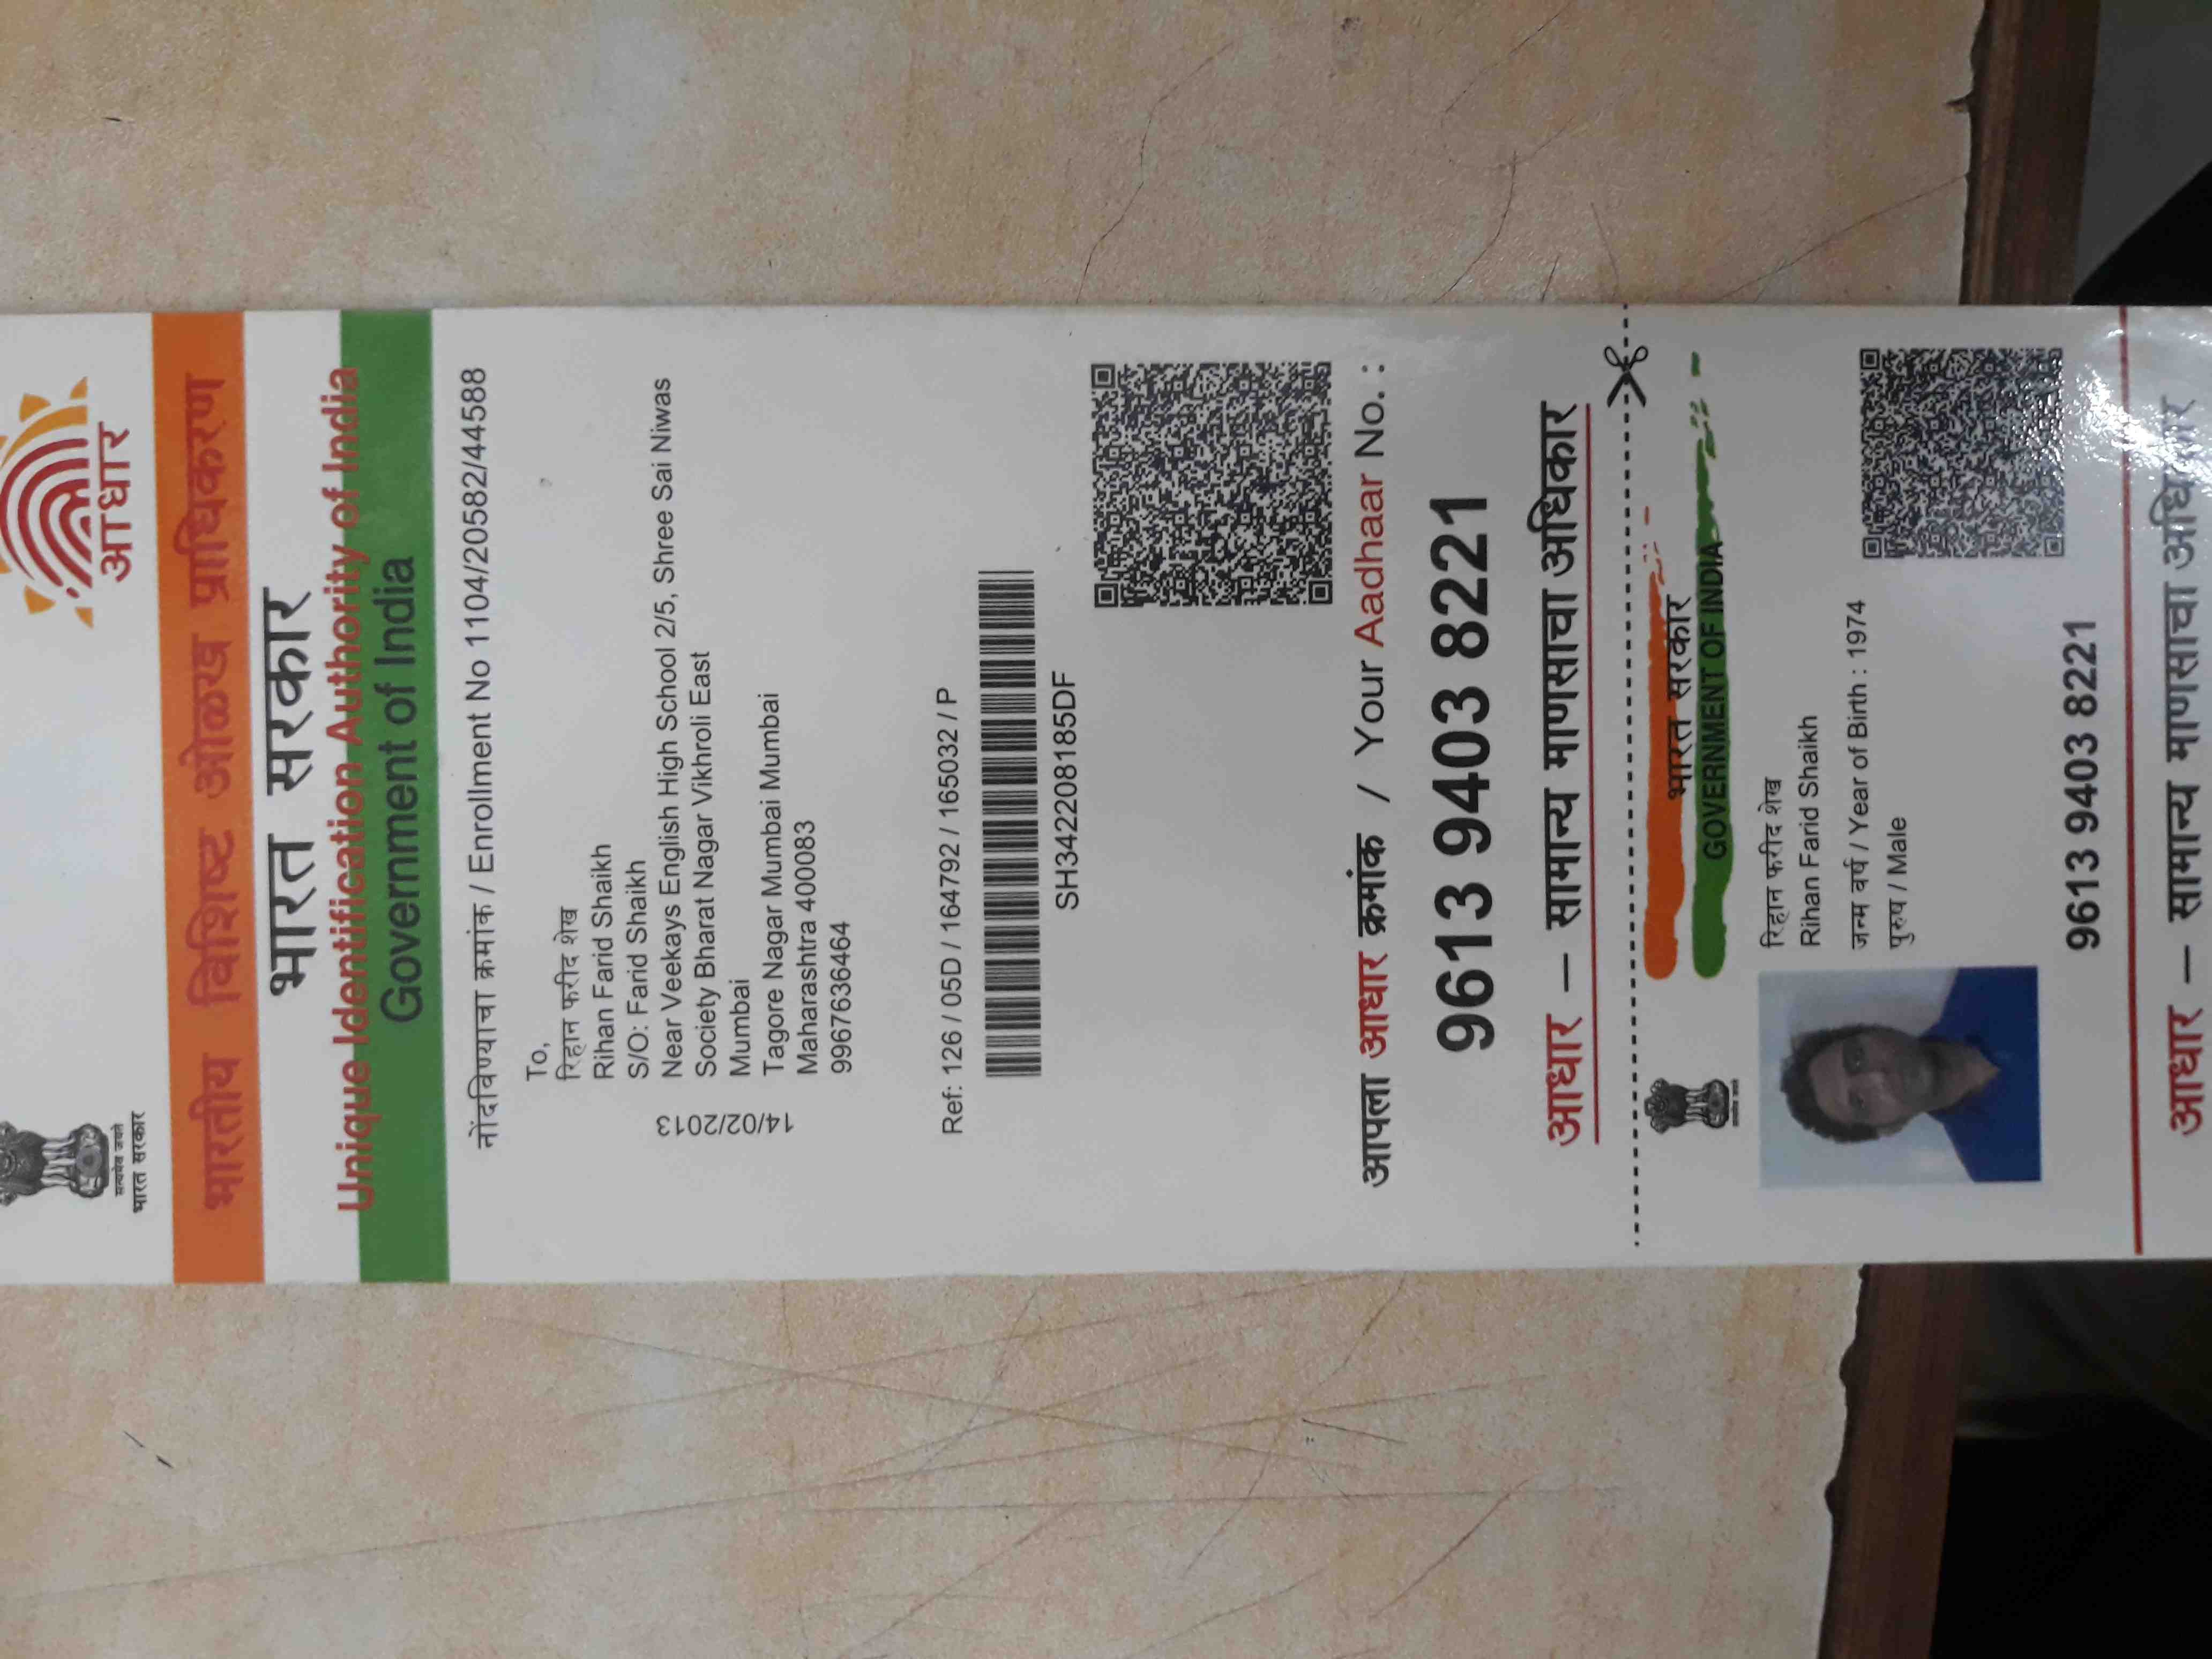 सत्यमेव जयते
भारत सरकार
आधार
भारतीय विशिष्ट ओळख प्राधिकरण
भारत सरकार
Unique Identification Authority of India
Government of India
नोंदविण्याचा क्रमांक / Enrollment No 1104/20582/44588
To,
रिहान फरीद शेख
Rihan Farid Shaikh
S/O: Farid Shaikh
Near Veekays English High School 2/5, Shree Sai Niwas
Society Bharat Nagar Vikhroli East
Mumbai
Tagore Nagar Mumbai Mumbai
Maharashtra 400083
9967636464
14/02/2013
Ref: 126 / 05D / 164792 / 165032 / P
SH342208185DF
आपला आधार क्रमांक / Your Aadhaar No. :
9613 9403 8221
आधार – सामान्य माणसाचा अधिकार
भारत सरकार
GOVERNMENT OF INDIA
रिहान फरीद शेख
Rihan Farid Shaikh
जन्म वर्ष / Year of Birth : 1974
पुरुष / Male
9613 9403 8221
आधार – सामान्य माणसाचा अधिकार